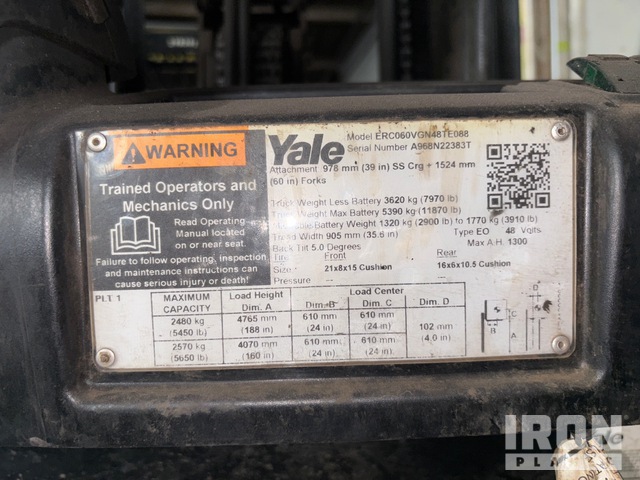 WARNING
Trained Operators and
Mechanics Only
Read Operating
Manual located
on or near seat.
Failure to follow operating, inspection
and maintenance instructions can
cause serious injury or death!
Yale
Model ERC060VGN48TE088
Serial Number A968N22383T
Attachment 978 mm (39 in) SS Crg + 1524 mm
(60 in) Forks
Truck Weight Less Battery 3620 kg (7970 lb)
Truck Weight Max Battery 5390 kg (11870 lb)
Battery Weight 1320 kg (2900 lb) to 1770 kg (3910 lb)
Tread Width 905 mm (35.6 in) Type EO 48 Volts
Back Tilt 5.0 Degrees Max A.H. 1300
Tire Front Rear
Size 21x8x15 Cushion 16x6x10.5 Cushion
Pressure -- --
PLT 1
MAXIMUM CAPACITY Load Height Dim. A Load Center Dim. B Dim. C Dim. D
2480 kg (5450 lb) 4765 mm (188 in) 610 mm (24 in) 610 mm (24 in) 102 mm (4.0 in)
2570 kg (5650 lb) 4070 mm (160 in) 610 mm (24 in) 610 mm (24 in)
D
C
B
A
IRON
PLANET